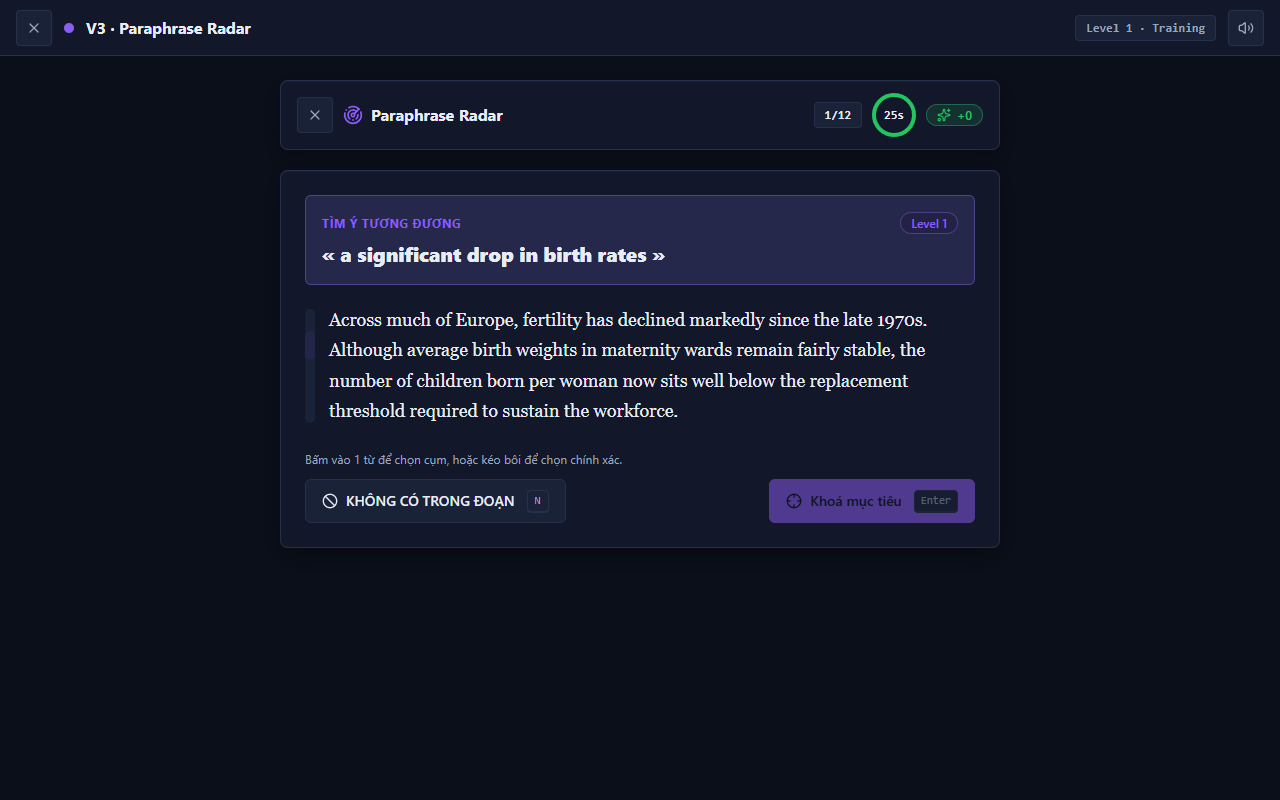 V3 · Paraphrase Radar
Level 1 · Training
Paraphrase Radar
1/12
25s
+0
TÌM Ý TƯƠNG ĐƯƠNG
Level 1
« a significant drop in birth rates »
Across much of Europe, fertility has declined markedly since the late 1970s.
Although average birth weights in maternity wards remain fairly stable, the
number of children born per woman now sits well below the replacement
threshold required to sustain the workforce.
Bấm vào 1 từ để chọn cụm, hoặc kéo bôi để chọn chính xác.
KHÔNG CÓ TRONG ĐOẠN N
Khoá mục tiêu Enter